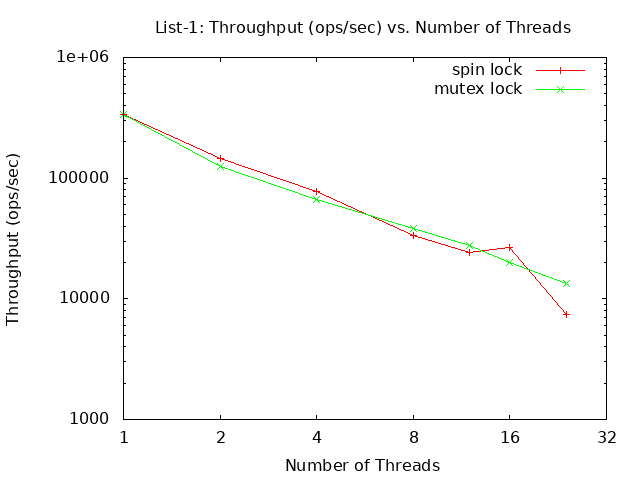 List-1: Throughput (ops/sec) vs. Number of Threads
1e+06
spin lock
mutex lock
100000
Throughput (ops/sec)
10000
1000
1 2 4 8 16 32
Number of Threads